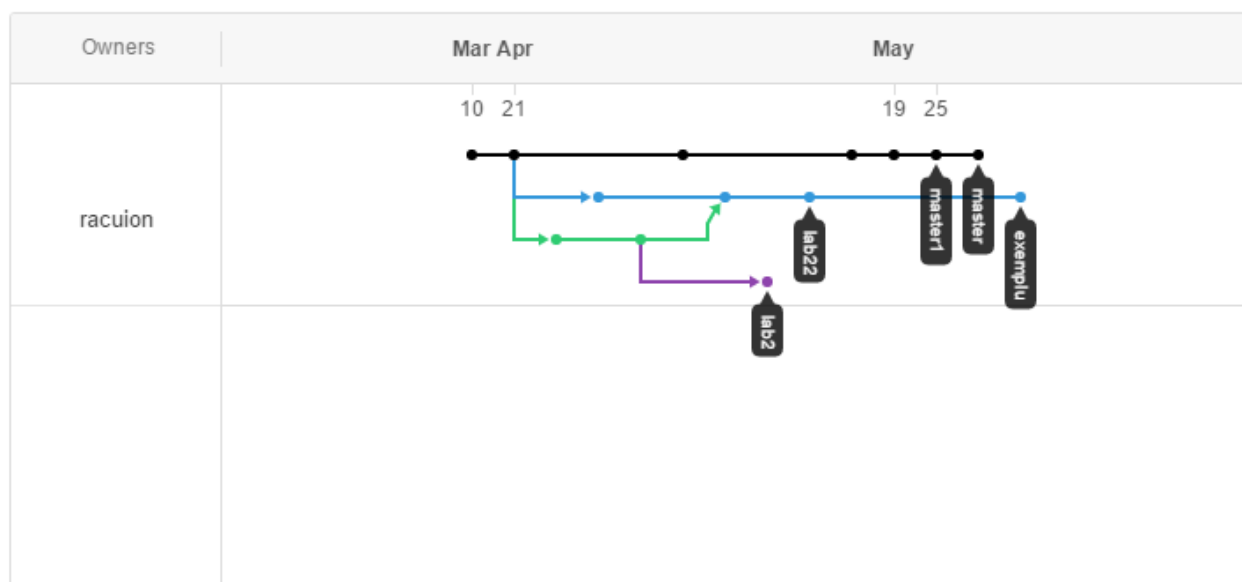 Owners Mar Apr May
10 21 19 25
racuion
master1
master
lab22
exemplu
lab2